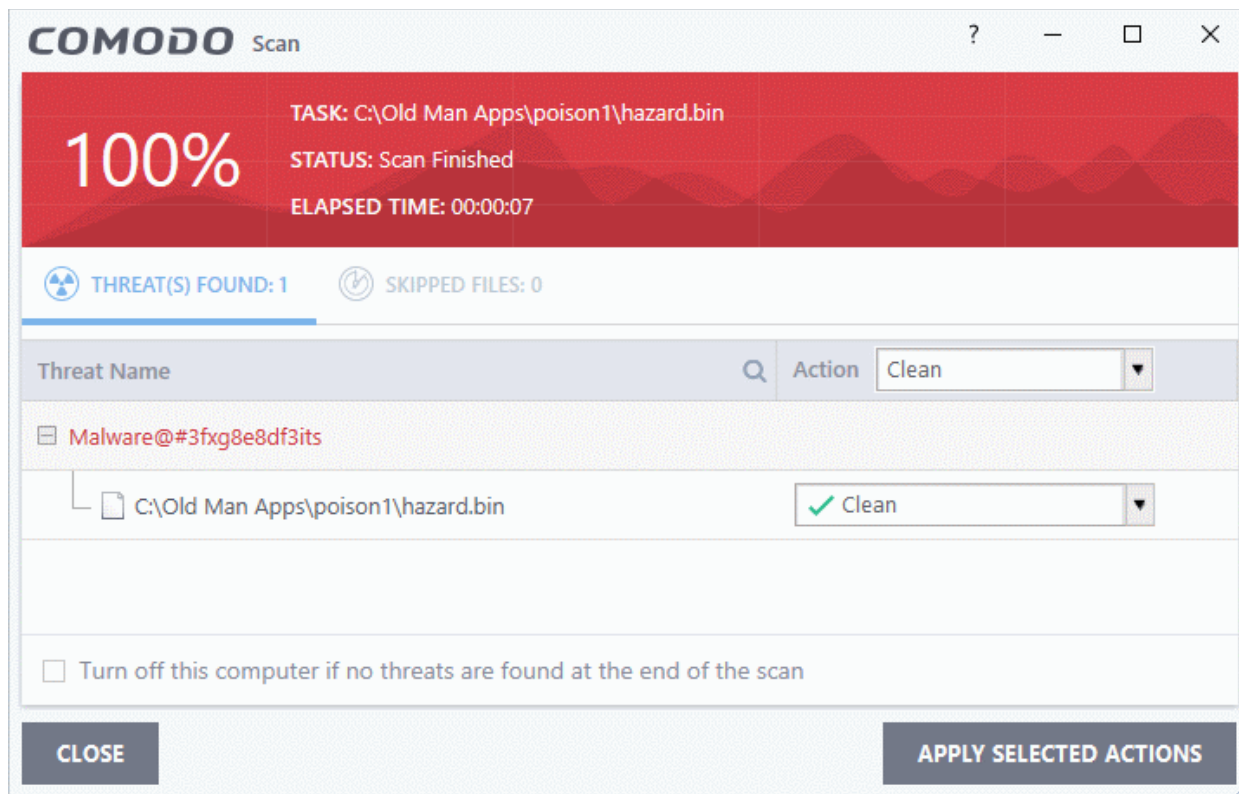 COMODO Scan ?
100%
TASK: C:\Old Man Apps\poison1\hazard.bin
STATUS: Scan Finished
ELAPSED TIME: 00:00:07
THREAT(S) FOUND: 1 SKIPPED FILES: 0
Threat Name Action Clean
Malware@#3fxg8e8df3its
C:\Old Man Apps\poison1\hazard.bin Clean
Turn off this computer if no threats are found at the end of the scan
CLOSE APPLY SELECTED ACTIONS